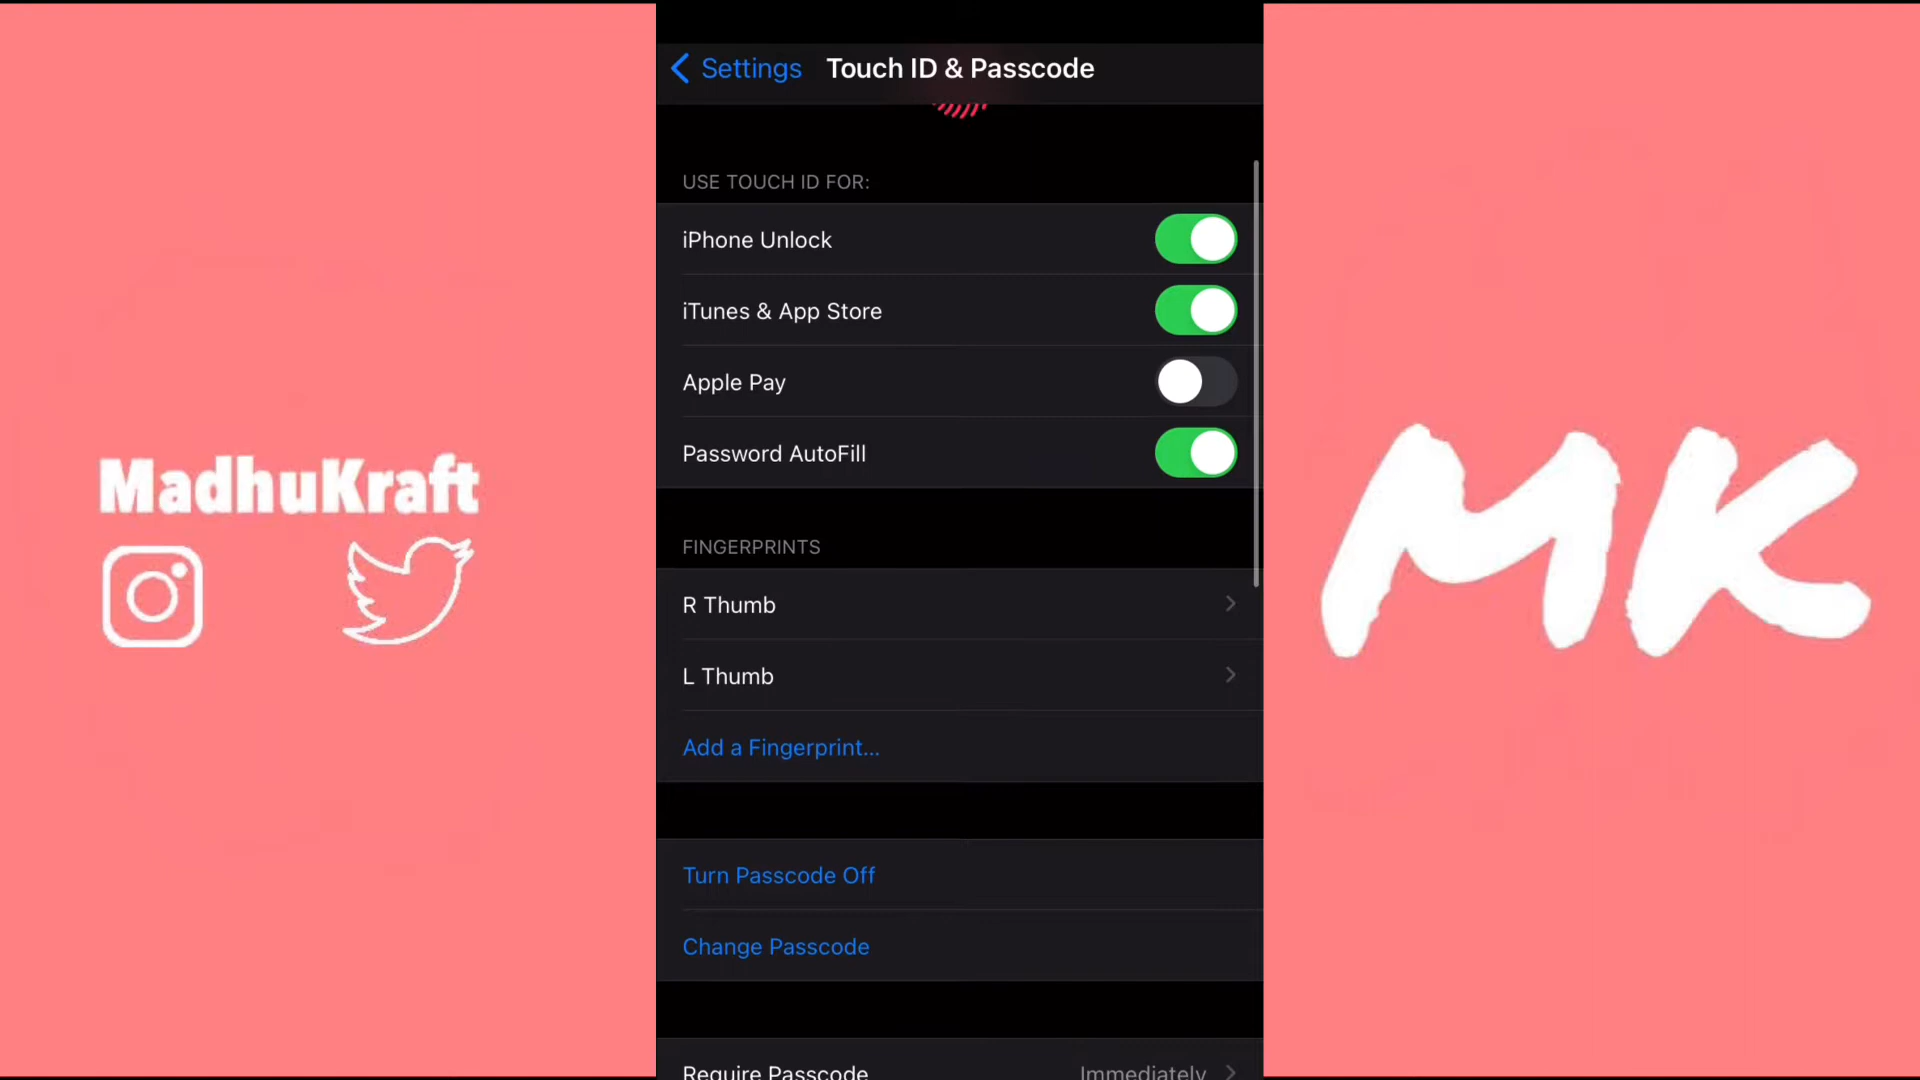 Settings Touch ID & Passcode
USE TOUCH ID FOR:
iPhone Unlock
iTunes & App Store
Apple Pay
Password AutoFill
FINGERPRINTS
R Thumb
L Thumb
Add a Fingerprint...
Turn Passcode Off
Change Passcode
Require Passcode Immediately
MadhuKraft
MK